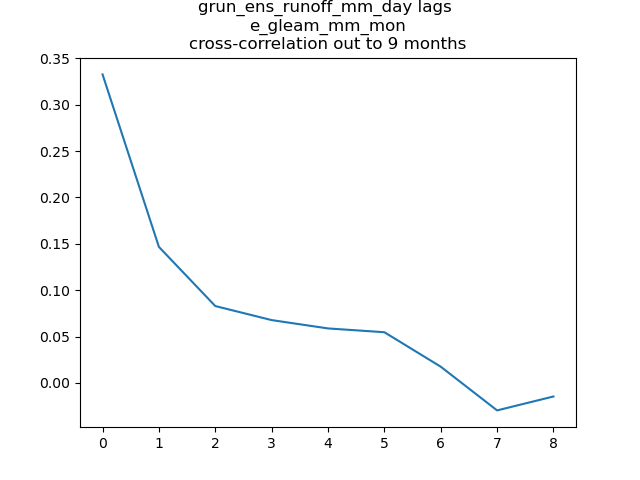 grun_ens_runoff_mm_day lags
e_gleam_mm_mon
cross-correlation out to 9 months
0.35
0.30
0.25
0.20
0.15
0.10
0.05
0.00
0 1 2 3 4 5 6 7 8